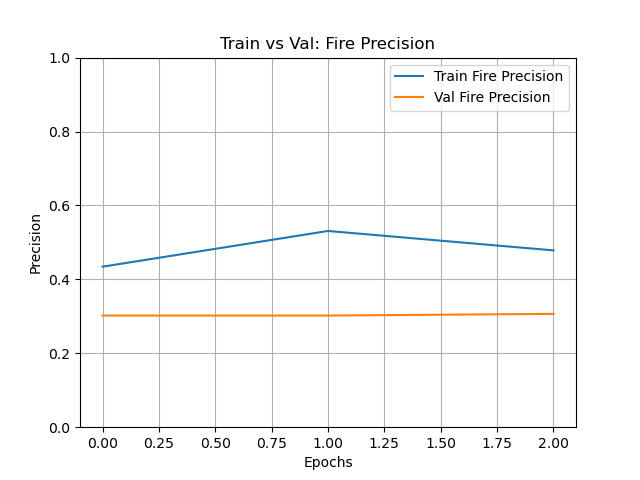 Train vs Val: Fire Precision
Train Fire Precision
Val Fire Precision
Precision
1.0
0.8
0.6
0.4
0.2
0.0
0.00 0.25 0.50 0.75 1.00 1.25 1.50 1.75 2.00
Epochs